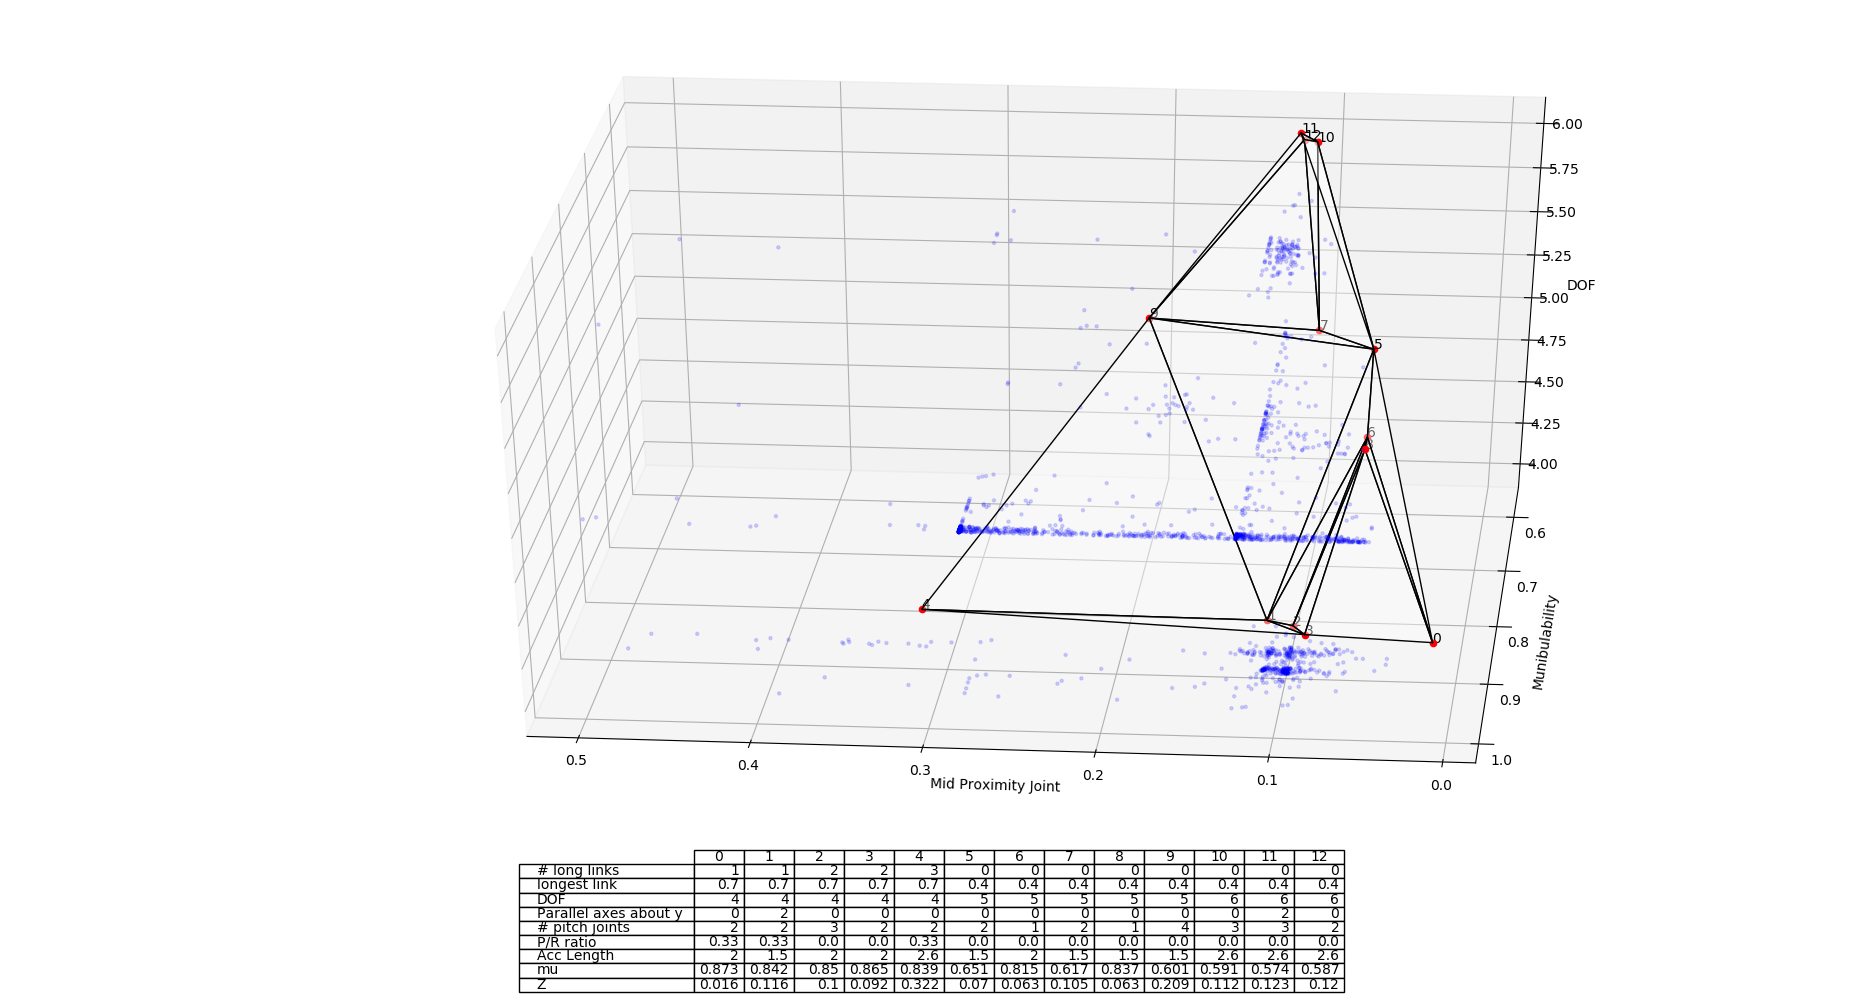 11
12 10
6.00
5.75
5.50
5.25
DOF
5.00
9
7
4.75
5
4.50
4.25
6
4.00
0.6
0.7
4
2
3
0
0.8
Munibulability
0.9
1.0
0.5
0.4
0.3
0.2
0.1
0.0
Mid Proximity Joint
0 1 2 3 4 5 6 7 8 9 10 11 12
# long links 1 1 2 2 3 0 0 0 0 0 0 0 0
longest link 0.7 0.7 0.7 0.7 0.7 0.4 0.4 0.4 0.4 0.4 0.4 0.4 0.4
DOF 4 4 4 4 4 5 5 5 5 5 6 6 6
Parallel axes about y 0 2 0 0 0 0 0 0 0 0 0 2 0
# pitch joints 2 2 3 2 2 2 1 2 1 4 3 3 2
P/R ratio 0.33 0.33 0.0 0.0 0.33 0.0 0.0 0.0 0.0 0.0 0.0 0.0 0.0
Acc Length 2 1.5 2 2 2.6 1.5 2 1.5 1.5 1.5 2.6 2.6 2.6
mu 0.873 0.842 0.85 0.865 0.839 0.651 0.815 0.617 0.837 0.601 0.591 0.574 0.587
Z 0.016 0.116 0.1 0.092 0.322 0.07 0.063 0.105 0.063 0.209 0.112 0.123 0.12